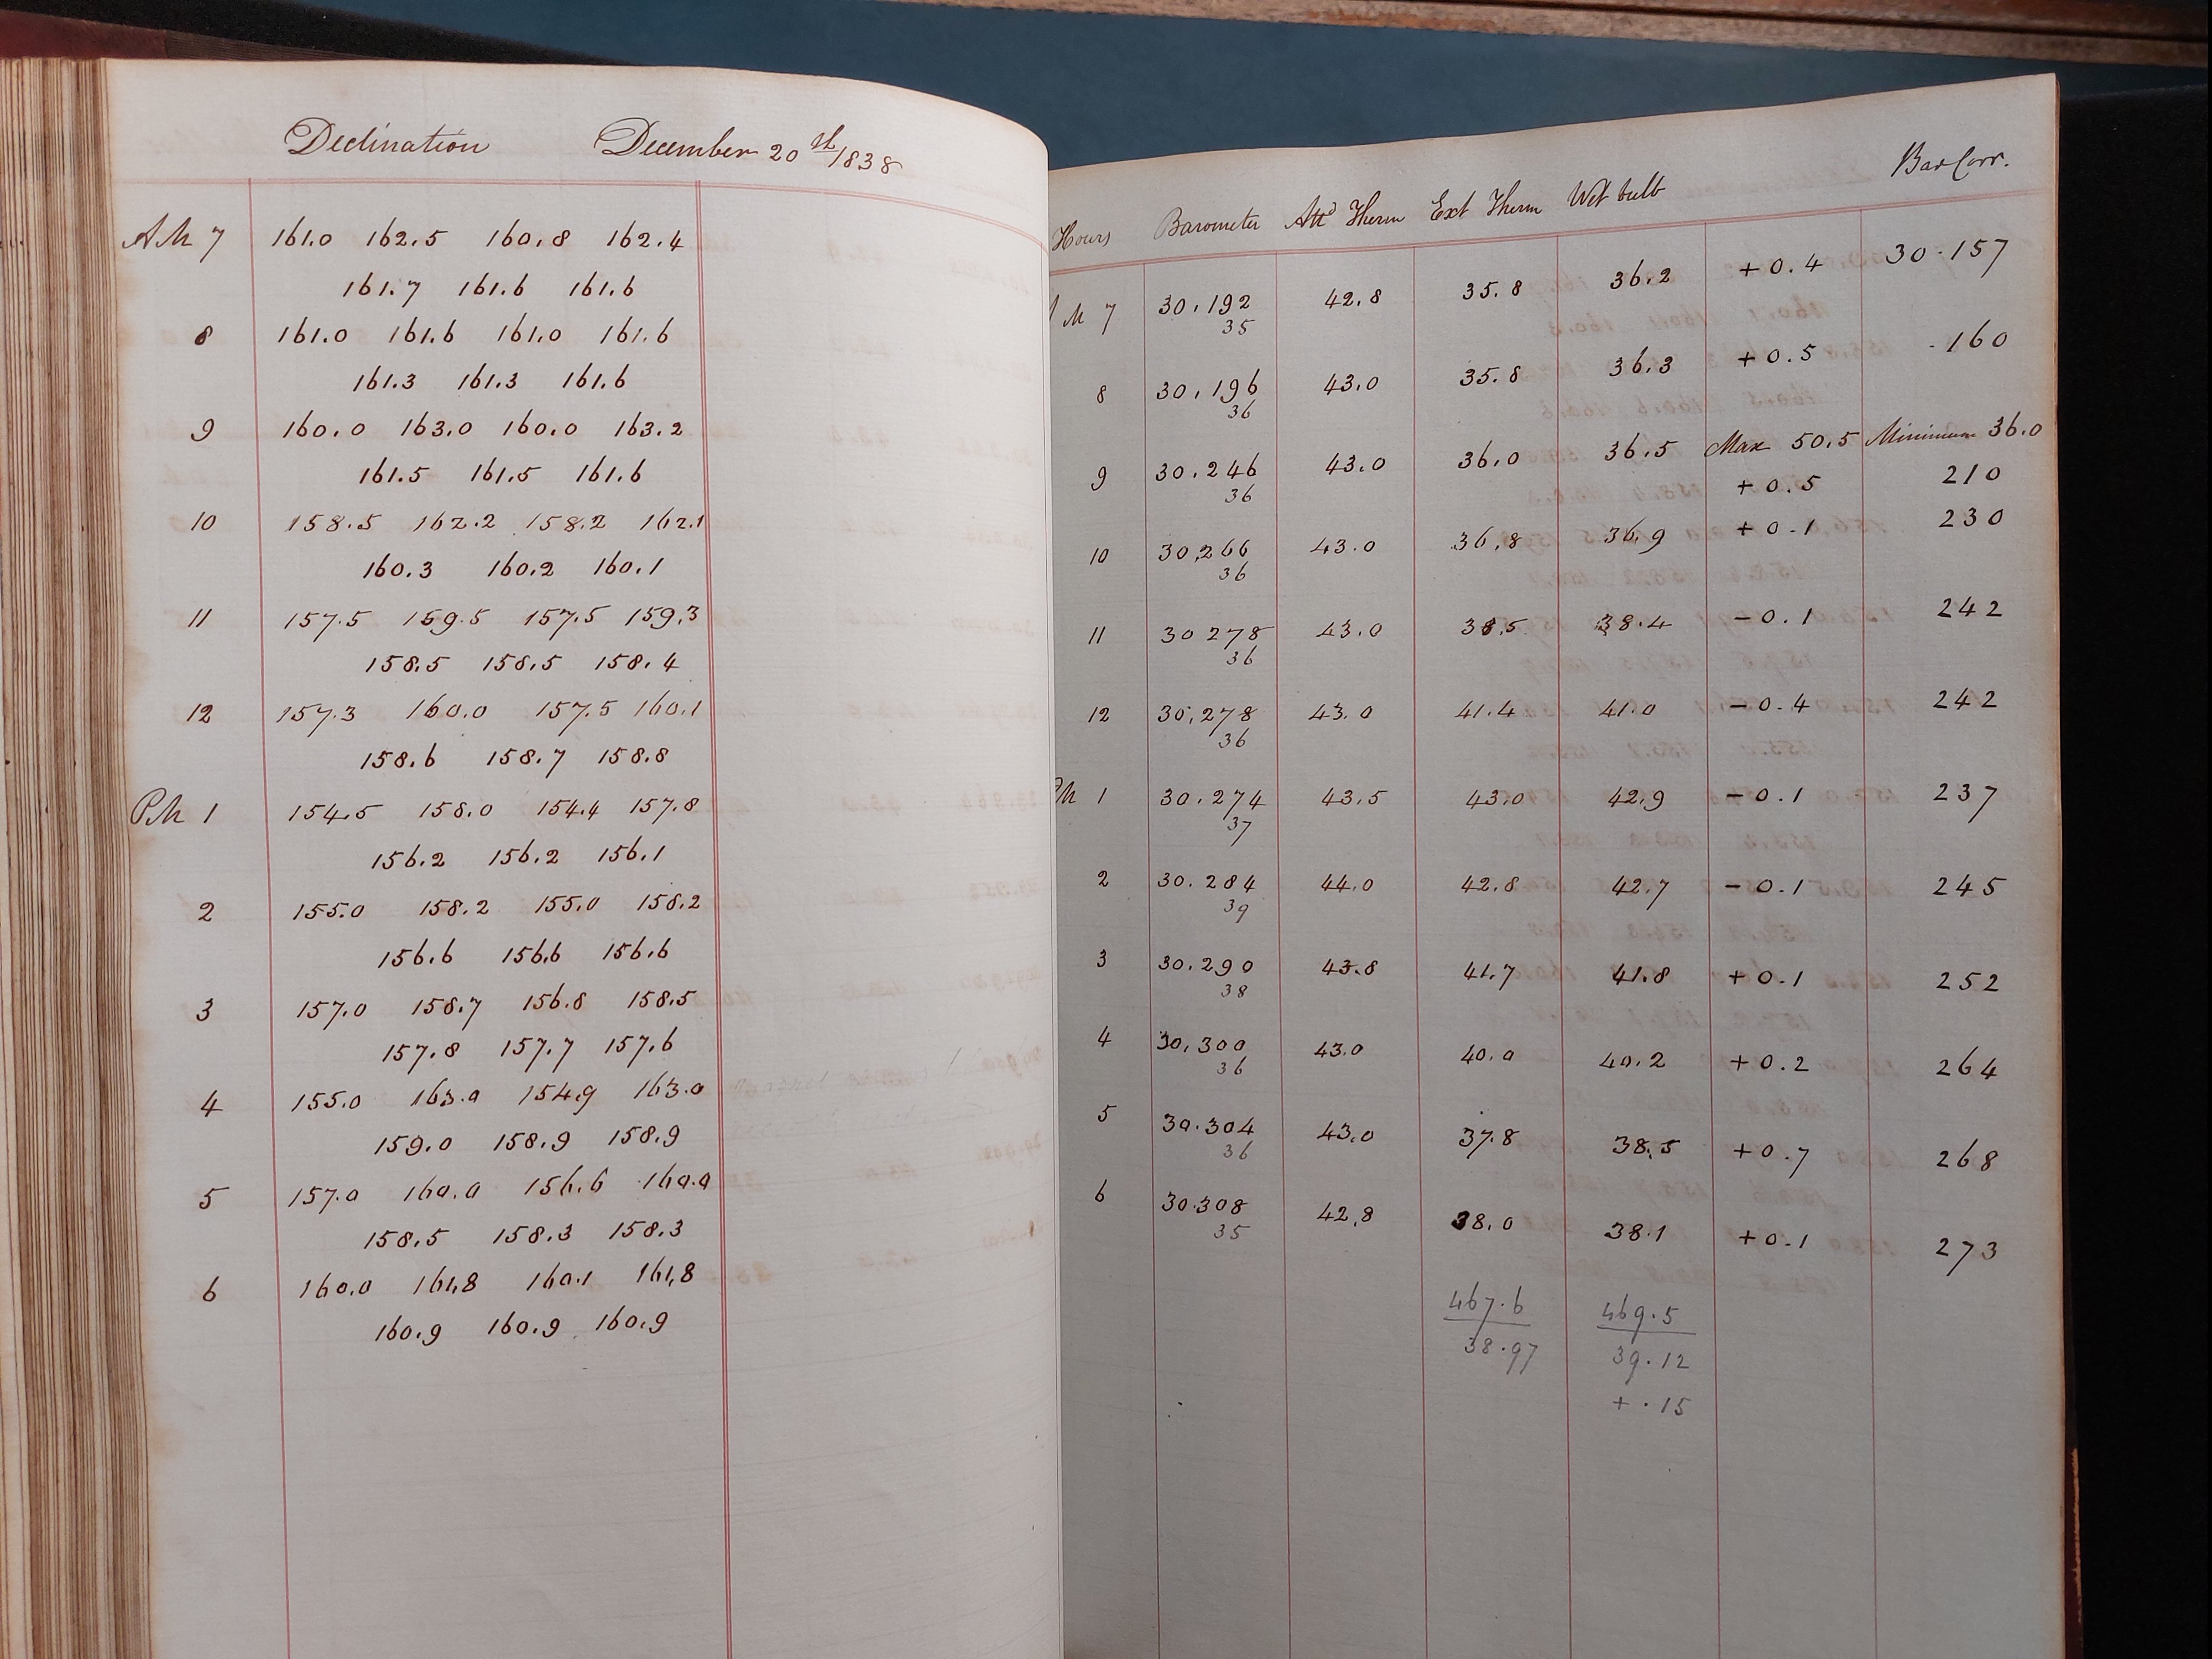 Declination December 20th/1838
AM 7 161.0 162.5 160.8 162.4
161.7 161.6 161.6
8 161.0 161.6 161.0 161.6
161.3 161.3 161.6
9 160.0 163.0 160.0 163.2
161.5 161.5 161.6
10 158.5 162.2 158.2 162.1
160.3 160.2 160.1
11 157.5 159.5 157.5 159.3
158.5 158.5 158.4
12 157.3 160.0 157.5 160.1
158.6 158.7 158.8
PM 1 154.5 158.0 154.4 157.8
156.2 156.2 156.1
2 155.0 158.2 155.0 158.2
156.6 156.6 156.6
3 157.0 158.7 156.8 158.5
157.8 157.7 157.6
4 155.0 163.0 154.9 163.0
159.0 158.9 158.9
5 157.0 160.0 156.6 160.0
158.5 158.3 158.3
6 160.0 161.8 160.1 161.8
160.9 160.9 160.9
Hours Barometer Attd Therm Ext Therm Wet bulb Bar Corr.
M 7 30.192 42.8 35.8 36.2 +0.4 30.157
35
8 30.196 43.0 35.8 36.3 +0.5 .160
36
9 30.246 43.0 36.0 36.5 Max 50.5 Minimum 36.0
36 +0.5 210
10 30.266 43.0 36.8 36.9 +0.1 230
36
11 30 278 43.0 38.5 38.4 -0.1 242
36
12 30.278 43.0 41.4 41.0 -0.4 242
36
PM 1 30.274 43.5 43.0 42.9 -0.1 237
37
2 30.284 44.0 42.8 42.7 -0.1 245
39
3 30.290 43.8 41.7 41.8 +0.1 252
38
4 30.300 43.0 40.0 40.2 +0.2 264
36
5 30.304 43.0 37.8 38.5 +0.7 268
36
6 30.308 42.8 38.0 38.1 +0.1 273
35
467.6 469.5
38.97 39.12
+.15